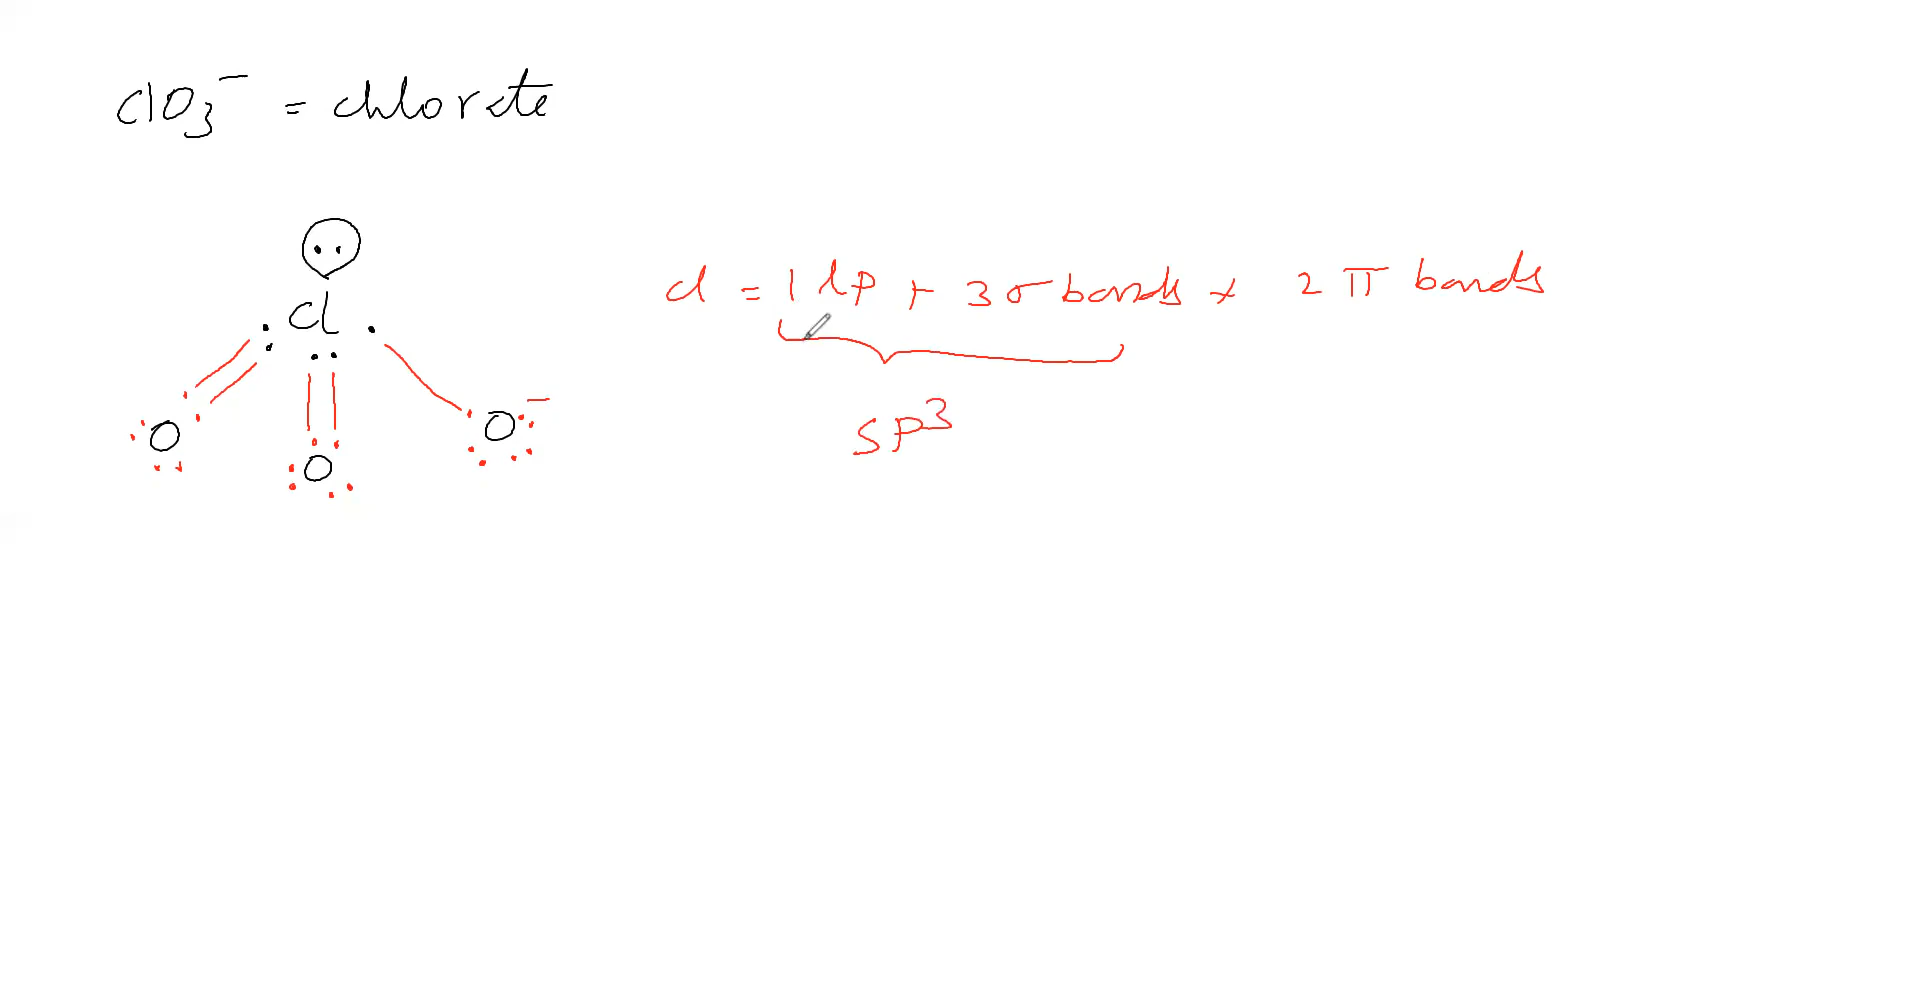 ClO₃⁻ = chlorate
Cl = 1 lp + 3 σ bonds + 2 π bonds
Cl
O
O
O⁻
sp³